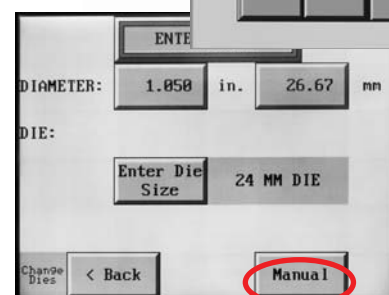 ENTE
DIAMETER: 1.050 in. 26.67 mm
DIE:
Enter Die
Size
24 MM DIE
Change
Dies
< Back
Manual